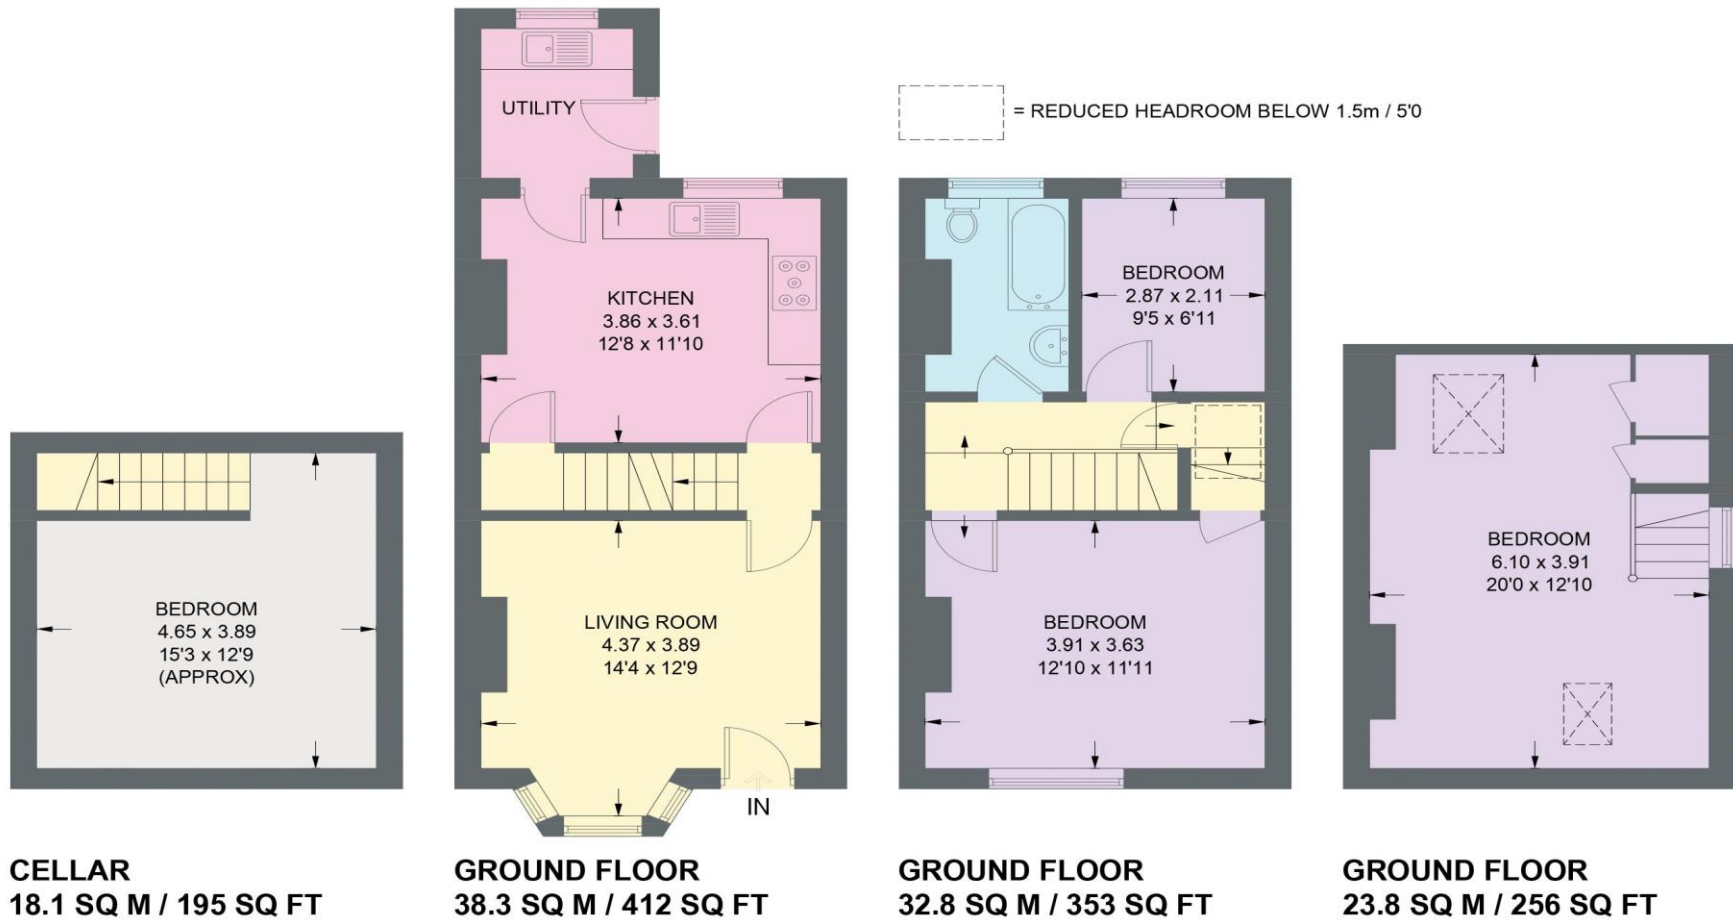 UTILITY
= REDUCED HEADROOM BELOW 1.5m / 5'0
KITCHEN
3.86 x 3.61
12'8 x 11'10
BEDROOM
2.87 x 2.11
9'5 x 6'11
BEDROOM
4.65 x 3.89
15'3 x 12'9
(APPROX)
LIVING ROOM
4.37 x 3.89
14'4 x 12'9
IN
BEDROOM
3.91 x 3.63
12'10 x 11'11
BEDROOM
6.10 x 3.91
20'0 x 12'10
CELLAR
18.1 SQ M / 195 SQ FT
GROUND FLOOR
38.3 SQ M / 412 SQ FT
GROUND FLOOR
32.8 SQ M / 353 SQ FT
GROUND FLOOR
23.8 SQ M / 256 SQ FT